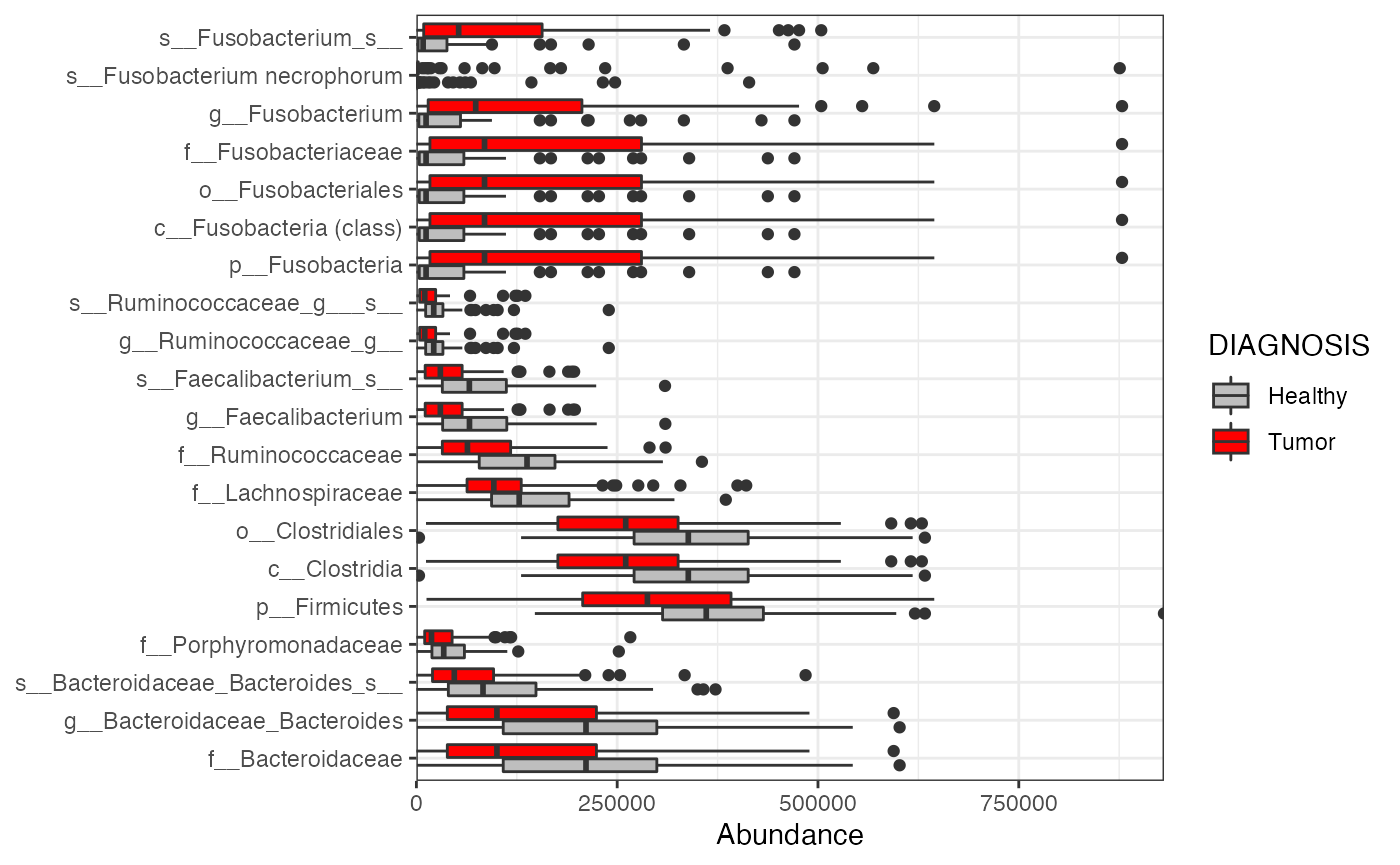 s__Fusobacterium_s__
s__Fusobacterium necrophorum
g__Fusobacterium
f__Fusobacteriaceae
o__Fusobacteriales
c__Fusobacteria (class)
p__Fusobacteria
s__Ruminococcaceae_g___s__
g__Ruminococcaceae_g__
s__Faecalibacterium_s__
g__Faecalibacterium
f__Ruminococcaceae
f__Lachnospiraceae
o__Clostridiales
c__Clostridia
p__Firmicutes
f__Porphyromonadaceae
s__Bacteroidaceae_Bacteroides_s__
g__Bacteroidaceae_Bacteroides
f__Bacteroidaceae
0 250000 500000 750000
Abundance
DIAGNOSIS
Healthy
Tumor